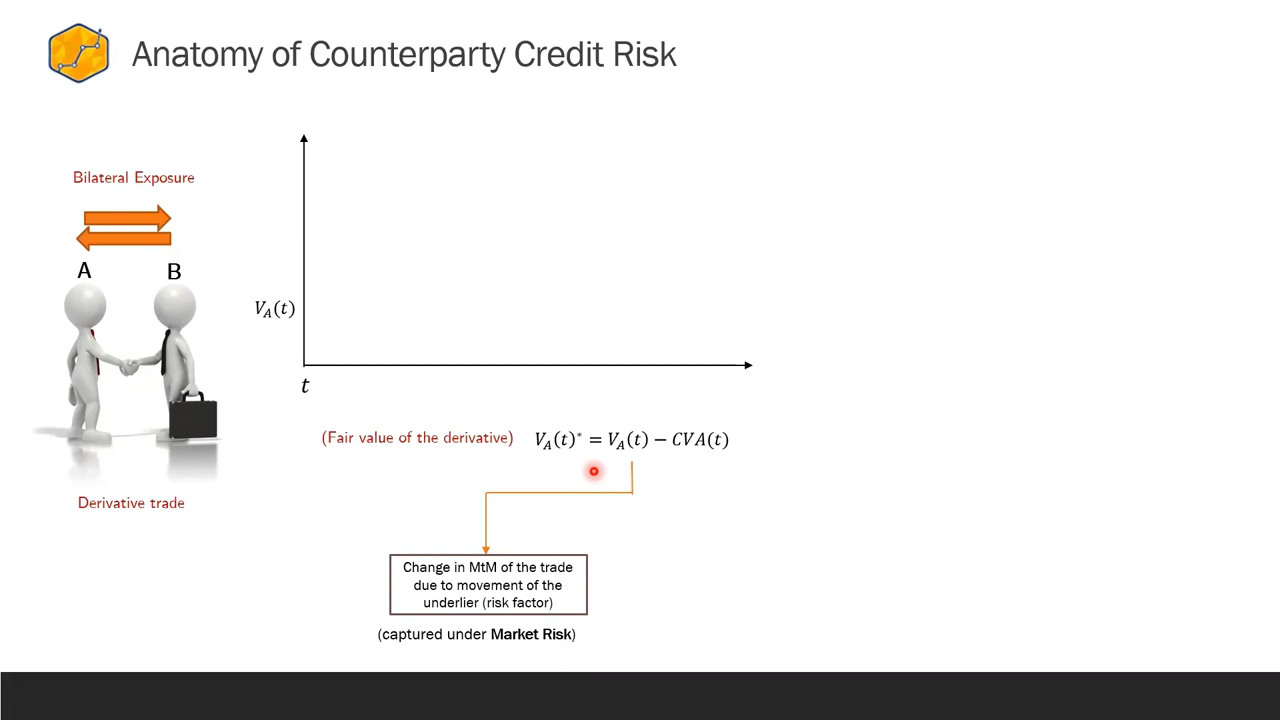 Anatomy of Counterparty Credit Risk
Bilateral Exposure
A
B
V_A(t)
t
(Fair value of the derivative) V_A(t)* = V_A(t) − CVA(t)
Derivative trade
Change in MtM of the trade
due to movement of the
underlier (risk factor)
(captured under Market Risk)